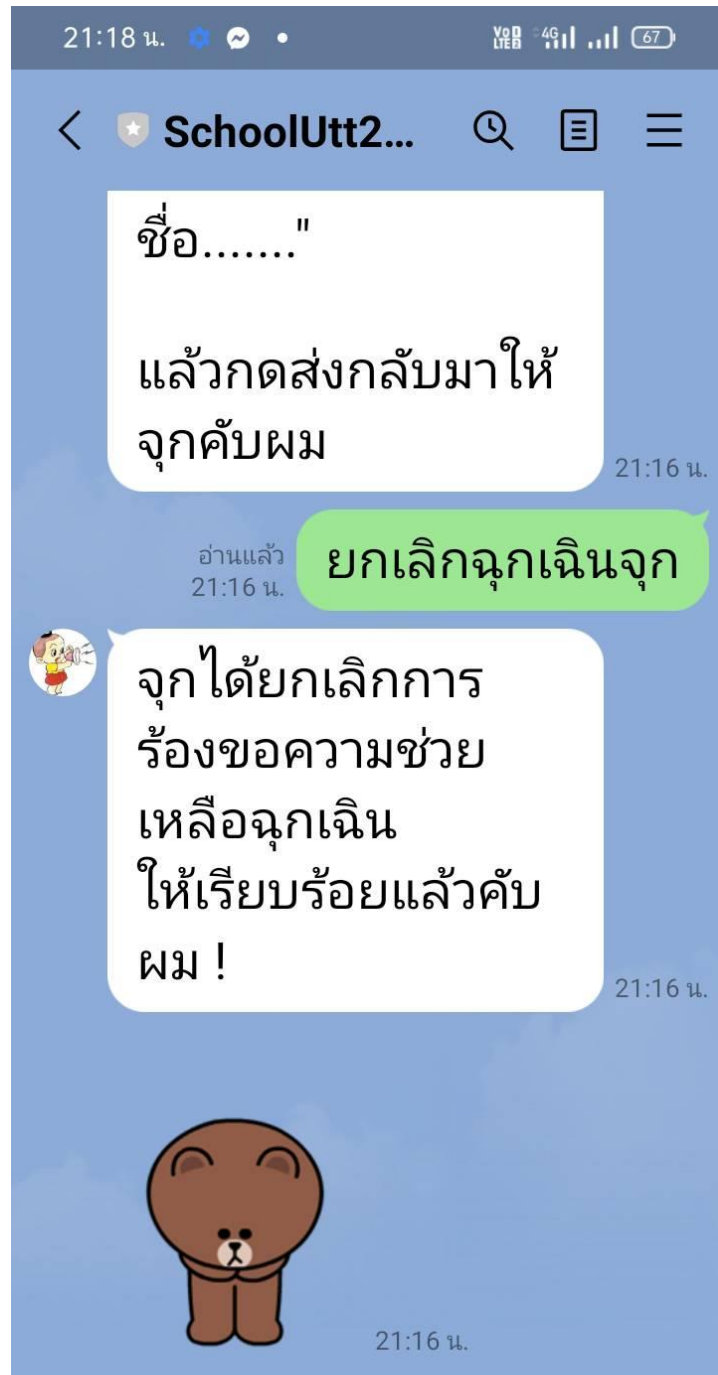 21:18 น.
Vo LTE 4G 67
SchoolUtt2...
ชื่อ......."
แล้วกดส่งกลับมาให้
จุกคับผม
21:16 น.
อ่านแล้ว
21:16 น.
ยกเลิกฉุกเฉินจุก
จุกได้ยกเลิกการ
ร้องขอความช่วย
เหลือฉุกเฉิน
ให้เรียบร้อยแล้วคับ
ผม !
21:16 น.
21:16 น.